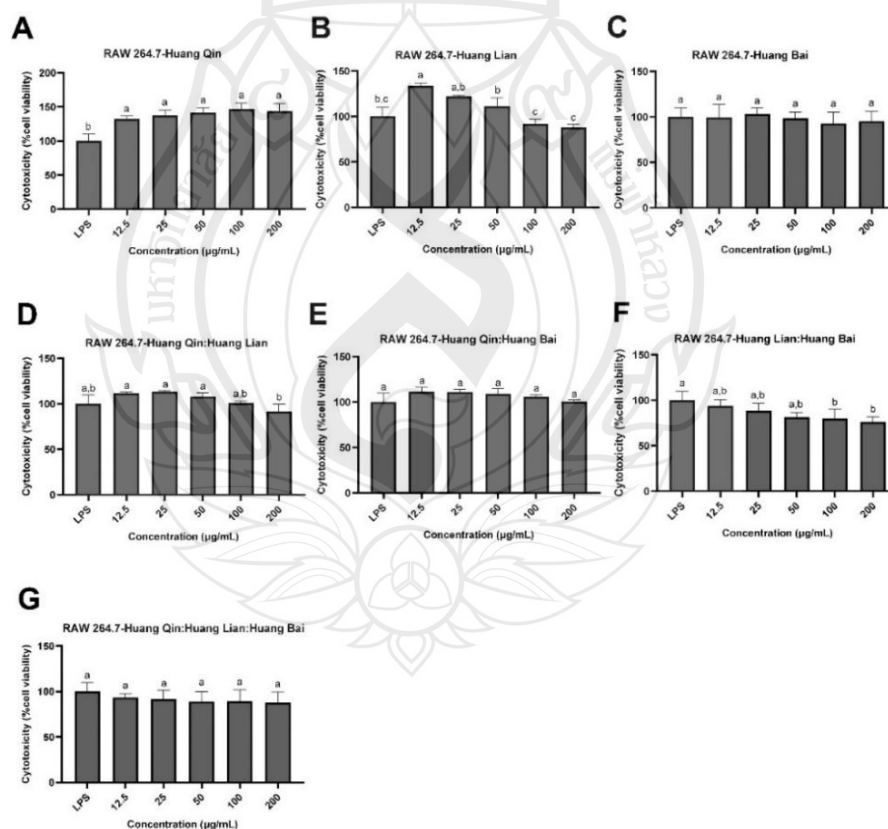 A
RAW 264.7-Huang Qin
Cytotoxicity (%cell viability)
200
150
100
50
0
b a a a a a
LPS 12.5 25 50 100 200
Concentration (µg/mL)
B
RAW 264.7-Huang Lian
Cytotoxicity (%cell viability)
150
100
50
0
b,c a a,b b c c
LPS 12.5 25 50 100 200
Concentration (µg/mL)
C
RAW 264.7-Huang Bai
Cytotoxicity (%cell viability)
150
100
50
0
a a a a a a
LPS 12.5 25 50 100 200
Concentration (µg/mL)
D
RAW 264.7-Huang Qin:Huang Lian
Cytotoxicity (%cell viability)
150
100
50
0
a,b a a a a,b b
LPS 12.5 25 50 100 200
Concentration (µg/mL)
E
RAW 264.7-Huang Qin:Huang Bai
Cytotoxicity (%cell viability)
150
100
50
0
a a a a a a
LPS 12.5 25 50 100 200
Concentration (µg/mL)
F
RAW 264.7-Huang Lian:Huang Bai
Cytotoxicity (%cell viability)
150
100
50
0
a a,b a,b a,b b b
LPS 12.5 25 50 100 200
Concentration (µg/mL)
G
RAW 264.7-Huang Qin:Huang Lian:Huang Bai
Cytotoxicity (%cell viability)
150
100
50
0
a a a a a a
LPS 12.5 25 50 100 200
Concentration (µg/mL)